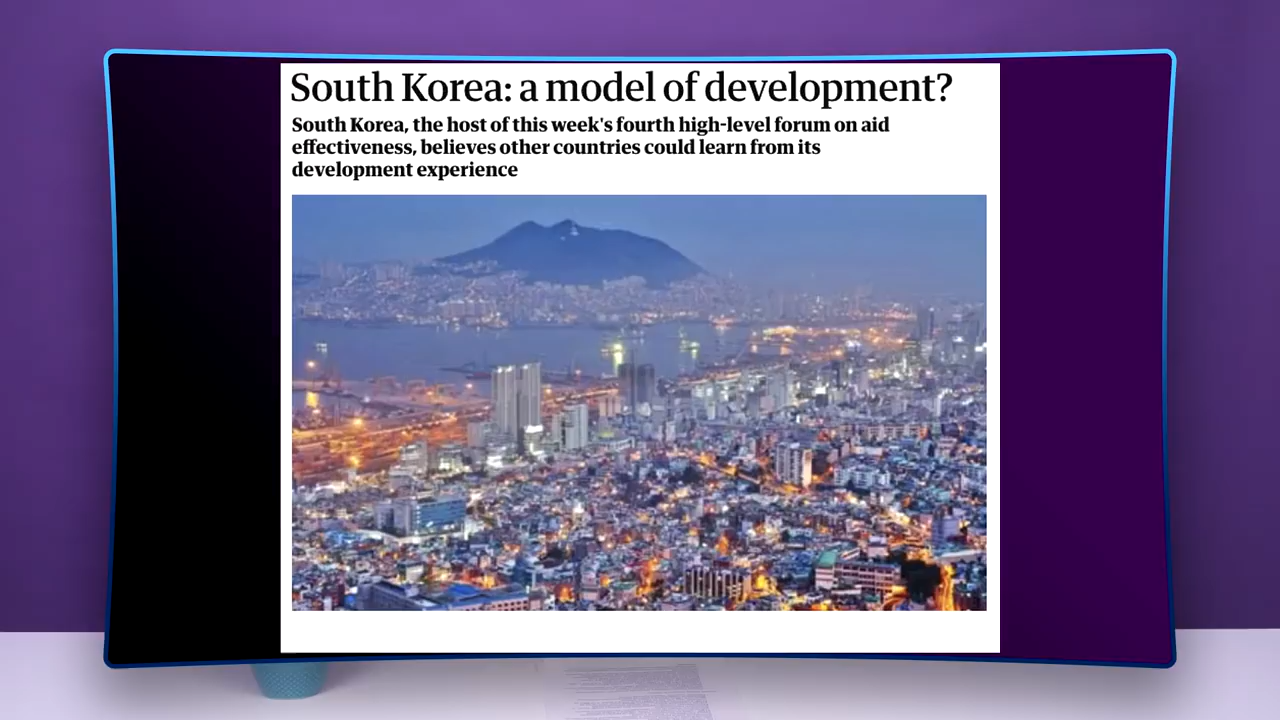 South Korea: a model of development?
South Korea, the host of this week's fourth high-level forum on aid
effectiveness, believes other countries could learn from its
development experience